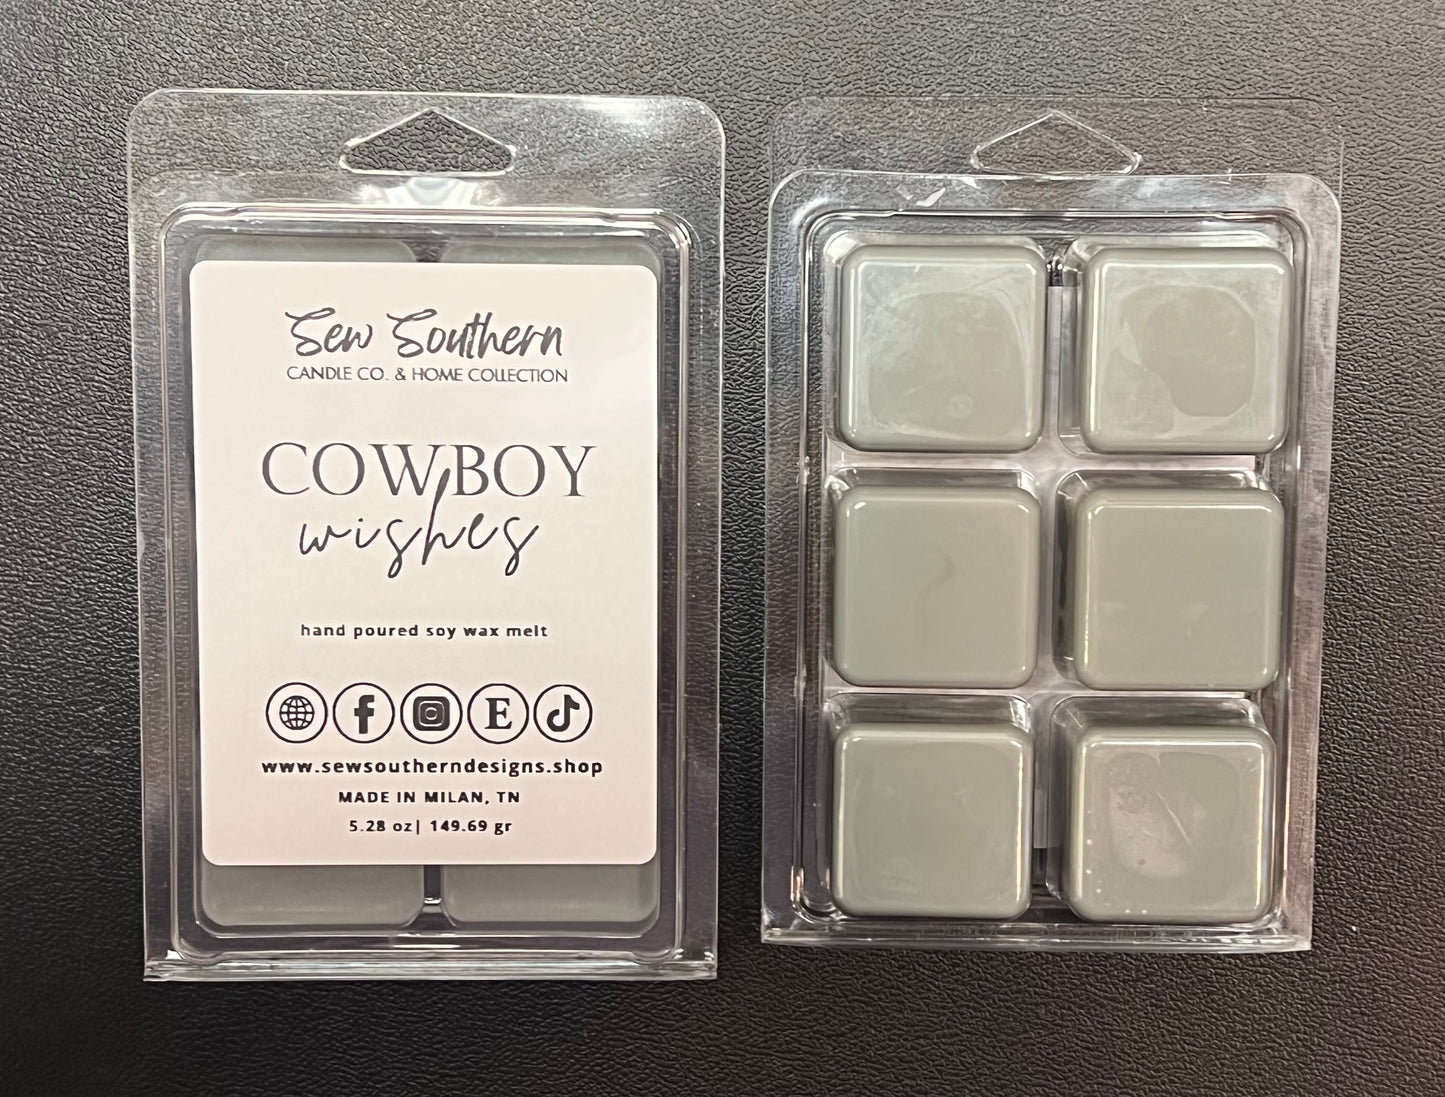 Sew Southern
CANDLE CO. & HOME COLLECTION
COWBOY
wishes
hand poured soy wax melt
f E
www.sewsoutherndesigns.shop
MADE IN MILAN, TN
5.28 oz| 149.69 gr